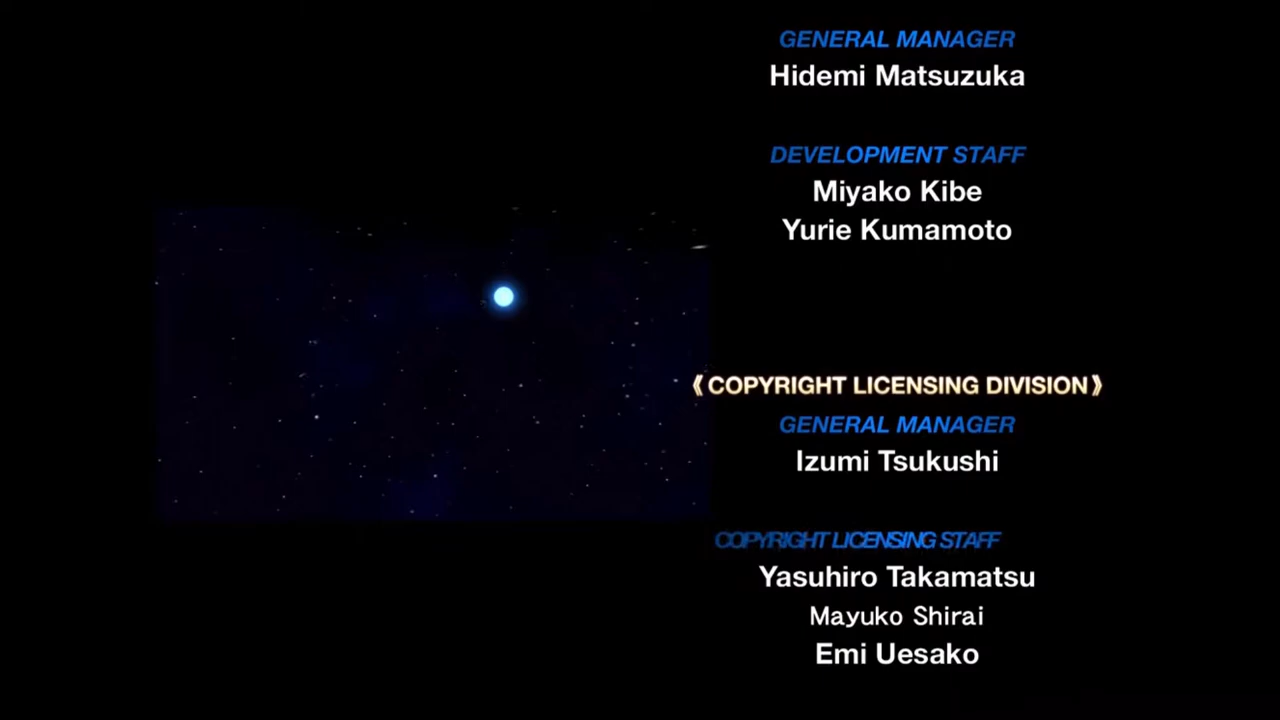 GENERAL MANAGER
Hidemi Matsuzuka
DEVELOPMENT STAFF
Miyako Kibe
Yurie Kumamoto
《COPYRIGHT LICENSING DIVISION》
GENERAL MANAGER
Izumi Tsukushi
COPYRIGHT LICENSING STAFF
Yasuhiro Takamatsu
Mayuko Shirai
Emi Uesako